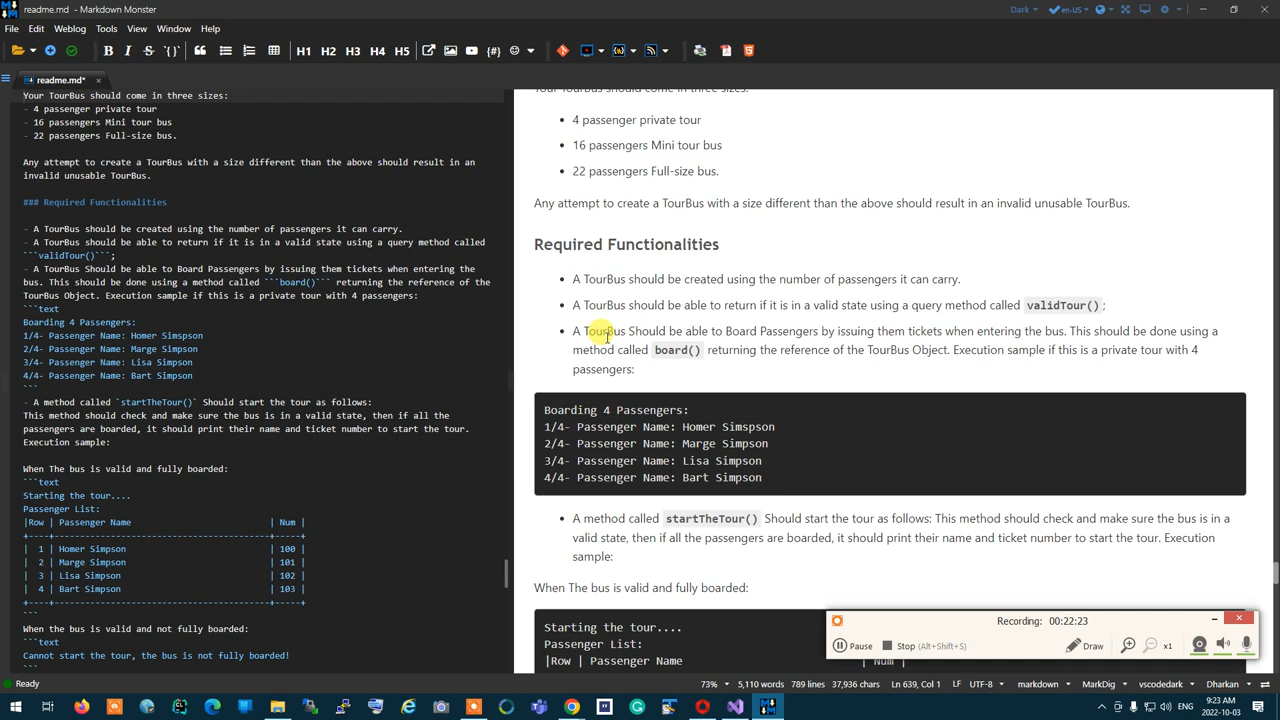 readme.md* - Markdown Monster
Dark
en-US
File Edit Weblog Tools View Window Help
B I S { } H1 H2 H3 H4 H5 {#}
readme.md*
Your TourBus should come in three sizes:
- 4 passenger private tour
- 16 passengers Mini tour bus
- 22 passengers Full-size bus.
Any attempt to create a TourBus with a size different than the above should result in an
invalid unusable TourBus.
### Required Functionalities
- A TourBus should be created using the number of passengers it can carry.
- A TourBus should be able to return if it is in a valid state using a query method called
```validTour()```;
- A TourBus Should be able to Board Passengers by issuing them tickets when entering the
bus. This should be done using a method called ```board()``` returning the reference of the
TourBus Object. Execution sample if this is a private tour with 4 passengers:
```text
Boarding 4 Passengers:
1/4- Passenger Name: Homer Simspson
2/4- Passenger Name: Marge Simpson
3/4- Passenger Name: Lisa Simpson
4/4- Passenger Name: Bart Simpson
```
- A method called `startTheTour()` Should start the tour as follows:
This method should check and make sure the bus is in a valid state, then if all the
passengers are boarded, it should print their name and ticket number to start the tour.
Execution sample:
When The bus is valid and fully boarded:
```text
Starting the tour....
Passenger List:
|Row | Passenger Name | Num |
+----+----------------------------------------+-----+
| 1 | Homer Simpson | 100 |
| 2 | Marge Simpson | 101 |
| 3 | Lisa Simpson | 102 |
| 4 | Bart Simpson | 103 |
+----+----------------------------------------+-----+
```
When the bus is valid and not fully boarded:
```text
Cannot start the tour, the bus is not fully boarded!
```
Your TourBus should come in three sizes:
• 4 passenger private tour
• 16 passengers Mini tour bus
• 22 passengers Full-size bus.
Any attempt to create a TourBus with a size different than the above should result in an invalid unusable TourBus.
Required Functionalities
• A TourBus should be created using the number of passengers it can carry.
• A TourBus should be able to return if it is in a valid state using a query method called validTour() ;
• A TourBus Should be able to Board Passengers by issuing them tickets when entering the bus. This should be done using a
method called board() returning the reference of the TourBus Object. Execution sample if this is a private tour with 4
passengers:
Boarding 4 Passengers:
1/4- Passenger Name: Homer Simspson
2/4- Passenger Name: Marge Simpson
3/4- Passenger Name: Lisa Simpson
4/4- Passenger Name: Bart Simpson
• A method called startTheTour() Should start the tour as follows: This method should check and make sure the bus is in a
valid state, then if all the passengers are boarded, it should print their name and ticket number to start the tour. Execution
sample:
When The bus is valid and fully boarded:
Starting the tour....
Passenger List:
|Row | Passenger Name | Num |
Recording: 00:22:23
Pause Stop (Alt+Shift+S) Draw x1
Ready
73% 5,110 words 789 lines 37,936 chars Ln 639, Col 1 LF UTF-8 markdown MarkDig vscodedark Dharkan
9:23 AM
2022-10-03